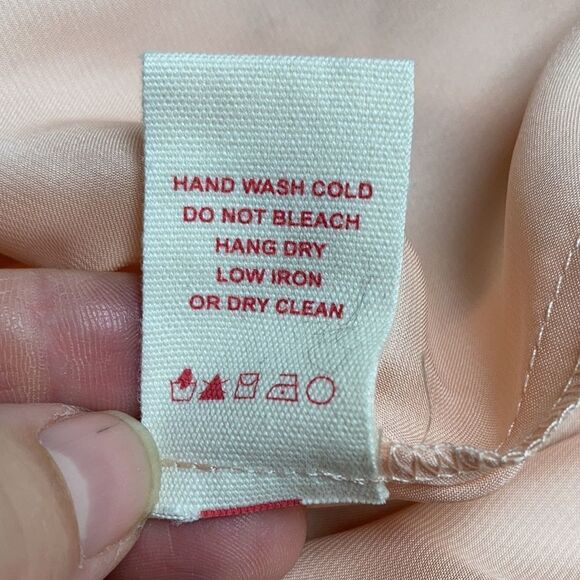 HAND WASH COLD
DO NOT BLEACH
HANG DRY
LOW IRON
OR DRY CLEAN